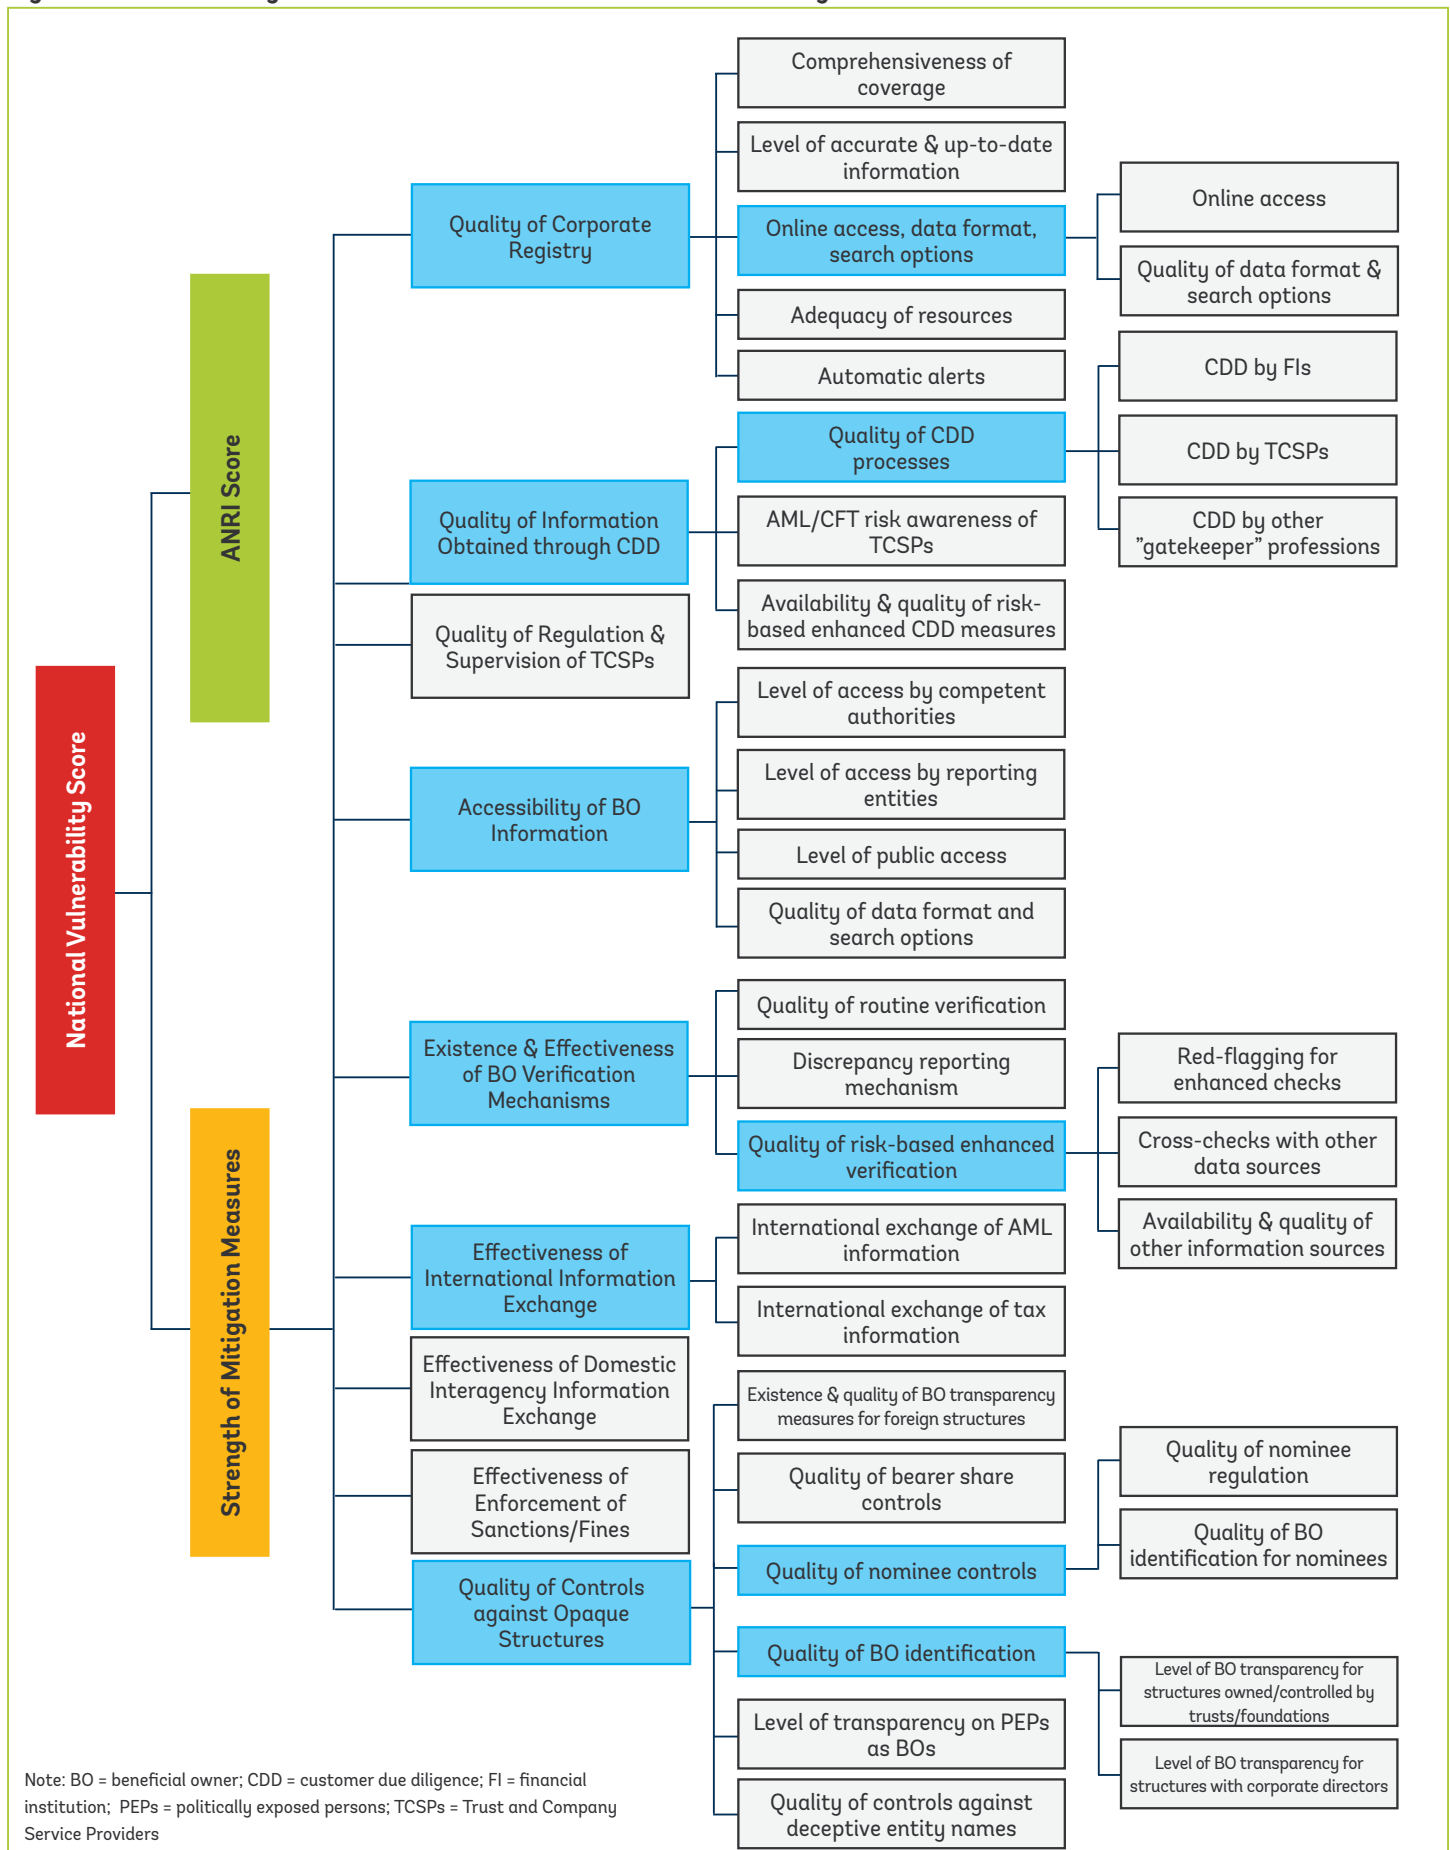 Comprehensiveness of
coverage
Level of accurate & up-to-date
information
Quality of Corporate
Registry
Online access, data format,
search options
Online access
Quality of data format &
search options
Adequacy of resources
Automatic alerts
ANRI Score
Quality of Information
Obtained through CDD
Quality of CDD
processes
CDD by FIs
CDD by TCSPs
CDD by other
"gatekeeper" professions
AML/CFT risk awareness of
TCSPs
Availability & quality of risk-
based enhanced CDD measures
Quality of Regulation &
Supervision of TCSPs
National Vulnerability Score
Accessibility of BO
Information
Level of access by competent
authorities
Level of access by reporting
entities
Level of public access
Quality of data format and
search options
Existence & Effectiveness
of BO Verification
Mechanisms
Quality of routine verification
Discrepancy reporting
mechanism
Quality of risk-based enhanced
verification
Red-flagging for
enhanced checks
Cross-checks with other
data sources
Availability & quality of
other information sources
Strength of Mitigation Measures
Effectiveness of
International Information
Exchange
International exchange of AML
information
International exchange of tax
information
Effectiveness of Domestic
Interagency Information
Exchange
Effectiveness of
Enforcement of
Sanctions/Fines
Quality of Controls
against Opaque
Structures
Existence & quality of BO transparency
measures for foreign structures
Quality of bearer share
controls
Quality of nominee controls
Quality of nominee
regulation
Quality of BO
identification for nominees
Quality of BO identification
Level of BO transparency for
structures owned/controlled by
trusts/foundations
Level of BO transparency for
structures with corporate directors
Level of transparency on PEPs
as BOs
Quality of controls against
deceptive entity names
Note: BO = beneficial owner; CDD = customer due diligence; FI = financial
institution; PEPs = politically exposed persons; TCSPs = Trust and Company
Service Providers